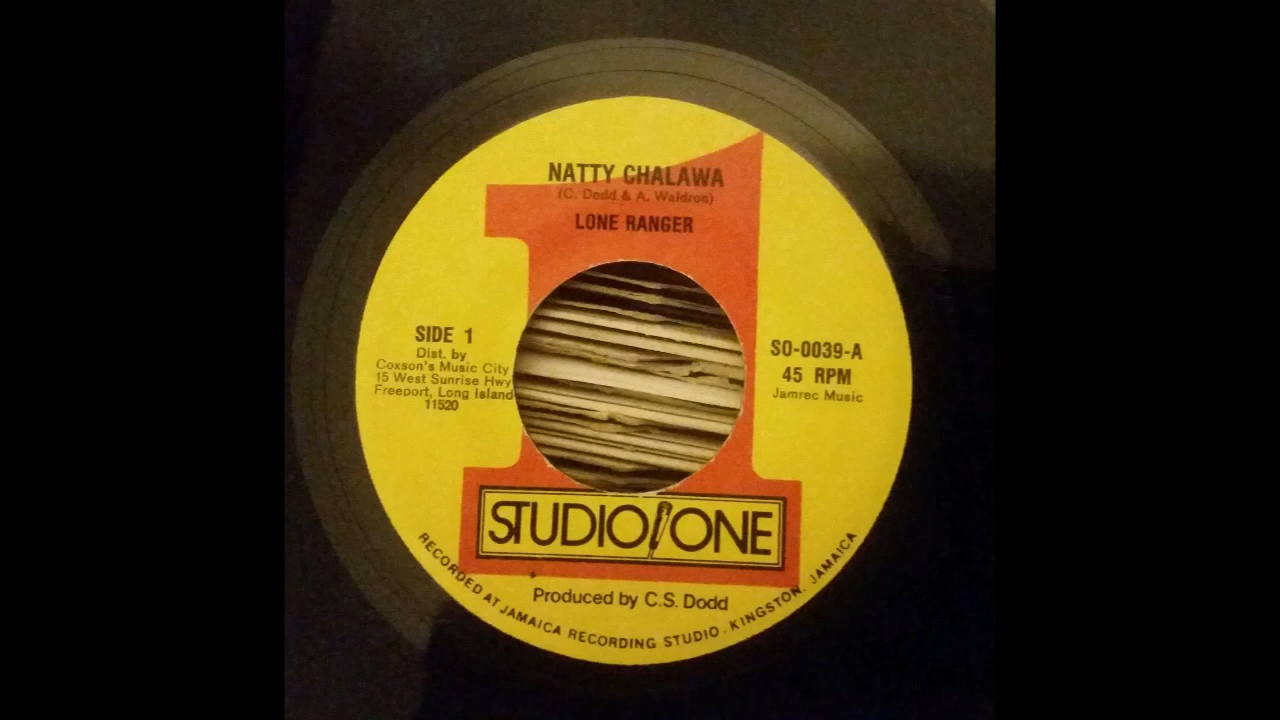 NATTY CHALAWA
(C. Dodd & A. Waldron)
LONE RANGER
SIDE 1
Dist. by
Coxson's Music City
15 West Sunrise Hwy
Freeport, Long Island
11520
SO-0039-A
45 RPM
Jamrec Music
STUDIO ONE
Produced by C.S. Dodd
RECORDED AT JAMAICA RECORDING STUDIO. KINGSTON, JAMAICA